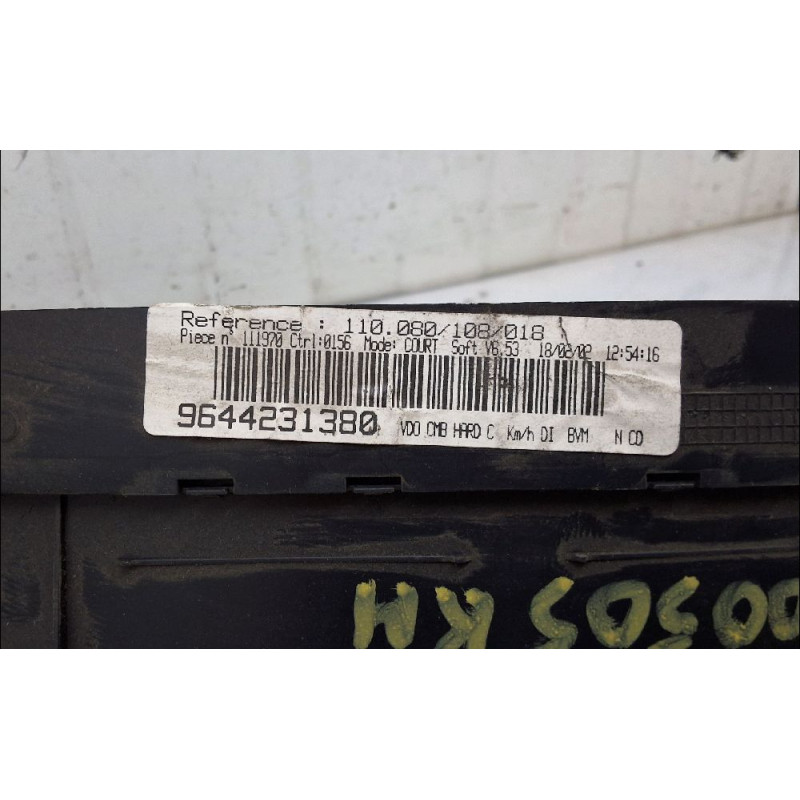 Reference : 110.080/108/018
Piece n° 111970 Ctrl:0156 Mode: COURT Soft V6.53 18/08/02 12:54:16
9644231380 VDO CMB HARD C Km/h DI BVM N CD
00505 KM